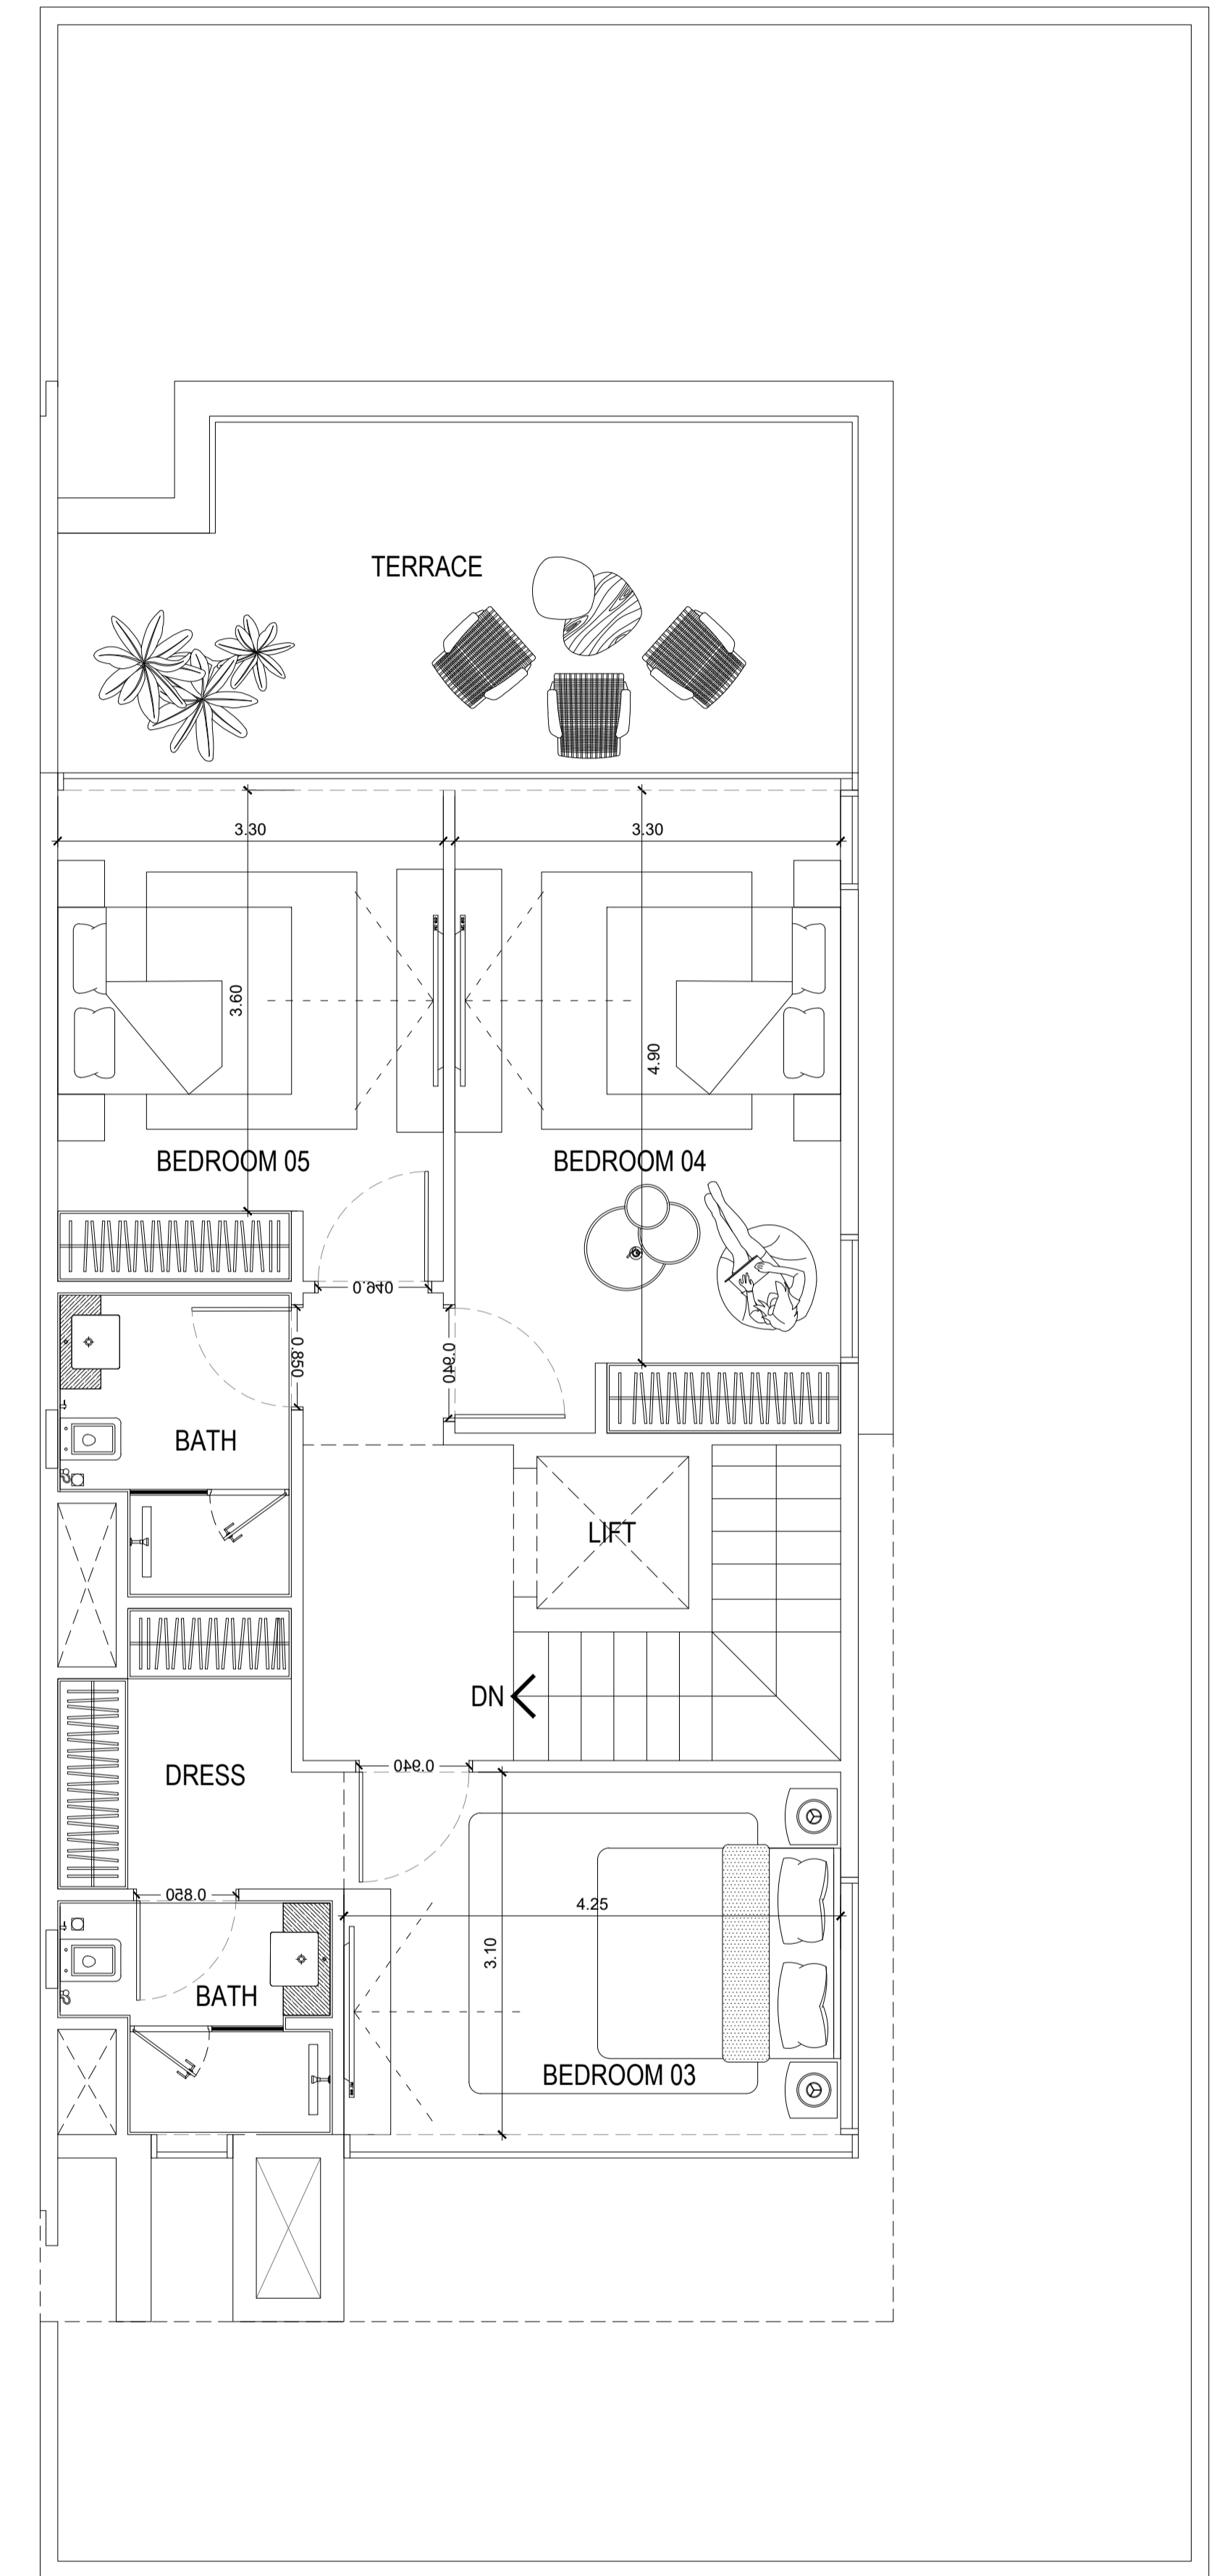 TERRACE
3.30
3.30
3.60
4.90
BEDROOM 05
BEDROOM 04
0.940
0.850
0.940
BATH
LIFT
DN
0.940
DRESS
0.850
4.25
3.10
BATH
BEDROOM 03